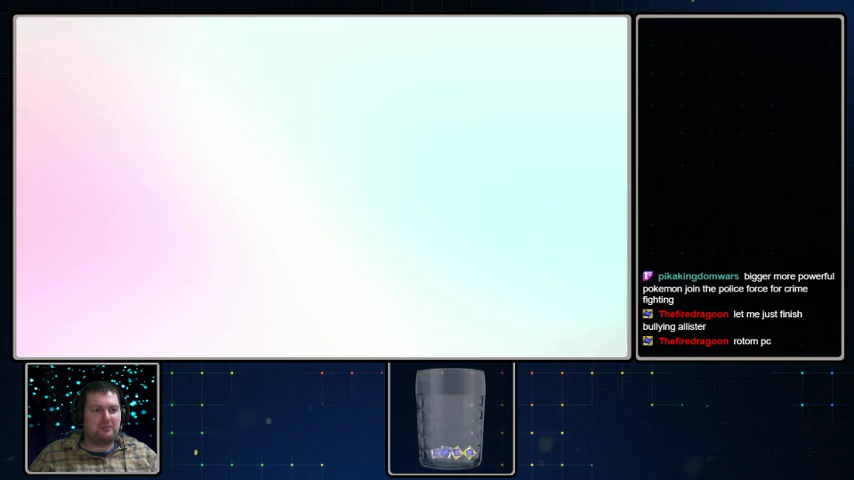 pikakingdomwars bigger more powerful
pokemon join the police force for crime
fighting
Thefiredragoon let me just finish
bullying allister
Thefiredragoon rotom pc